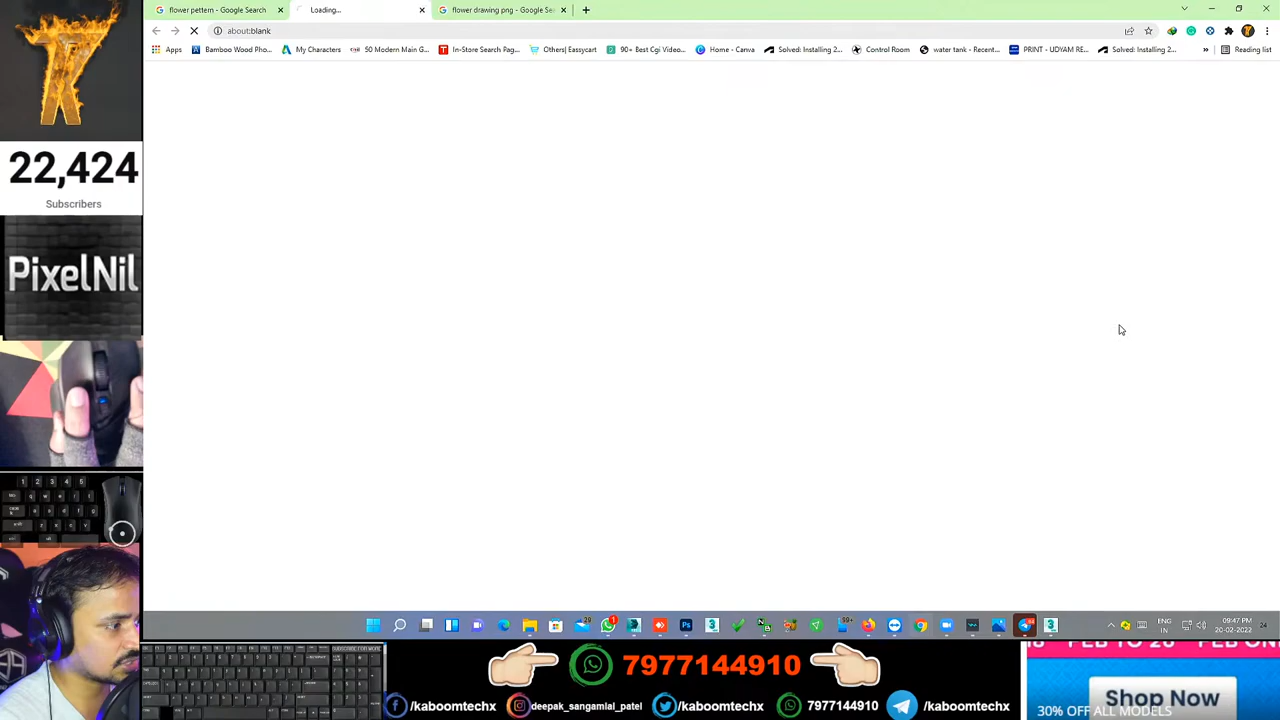 flower pettern - Google Search
Loading...
flower drawing png - Google Sea
about:blank
Apps
Bamboo Wood Pho...
My Characters
50 Modern Main G...
In-Store Search Pag...
Others| Easycart
90+ Best Cgi Video...
Home - Canva
Solved: Installing 2...
Control Room
water tank - Recent...
PRINT - UDYAM RE...
Solved: Installing 2...
Reading list
22,424
Subscribers
PixelNil
09:47 PM
ENG
IN
20-02-2022
7977144910
/kaboomtechx
deepak_sangamlal_patel
/kaboomtechx
7977144910
/kaboomtechx
Shop Now
30% OFF ALL MODELS